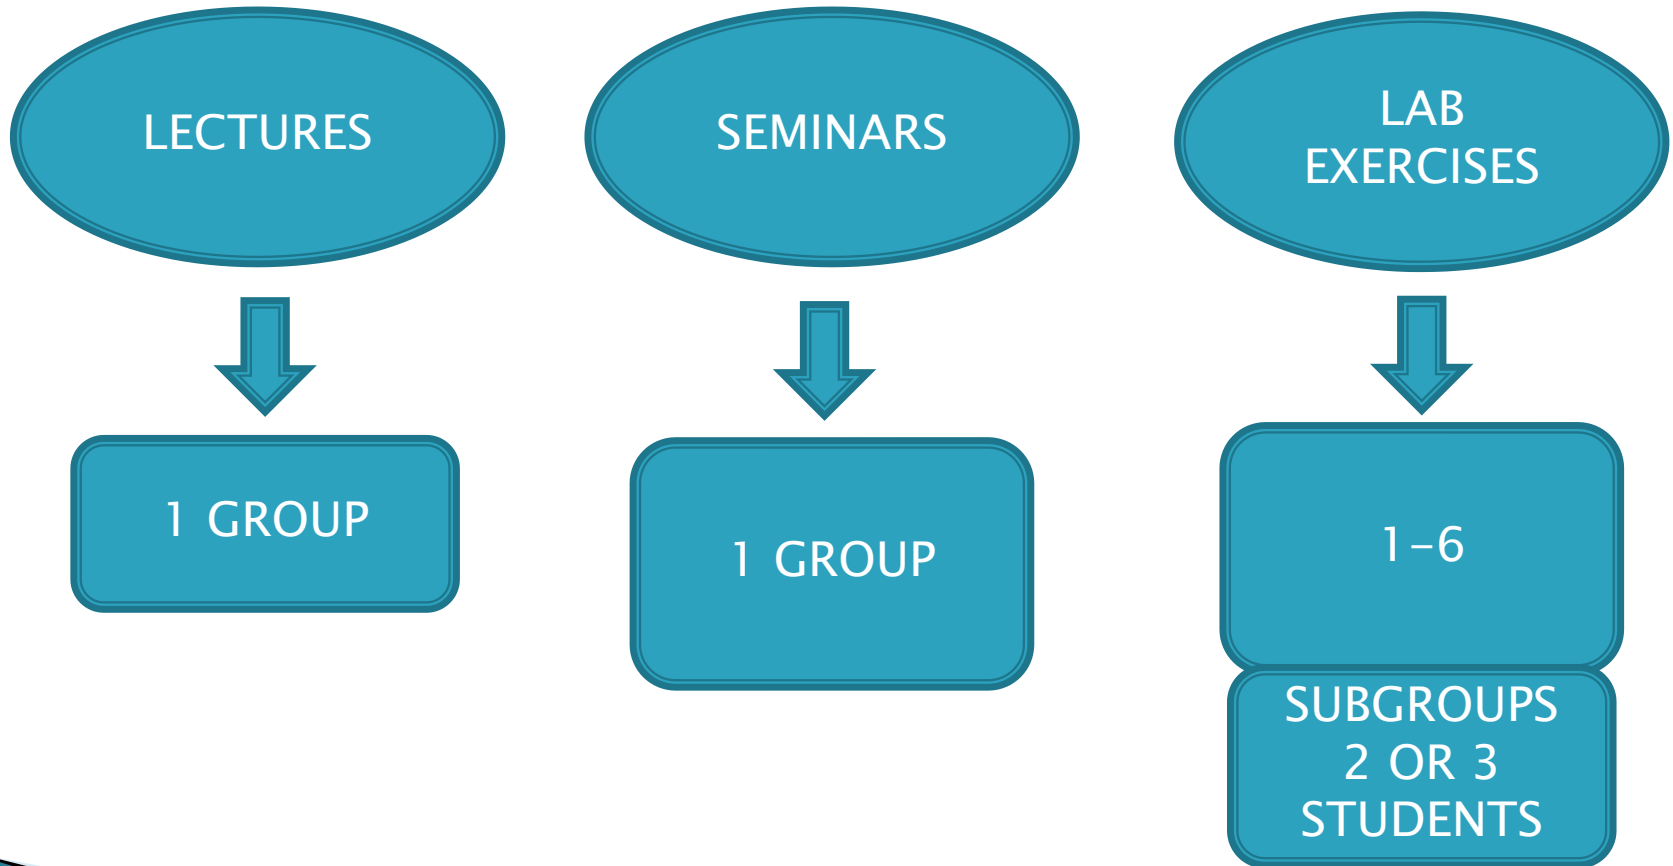 LECTURES
SEMINARS
LAB
EXERCISES
1 GROUP
1 GROUP
1-6
SUBGROUPS
2 OR 3
STUDENTS